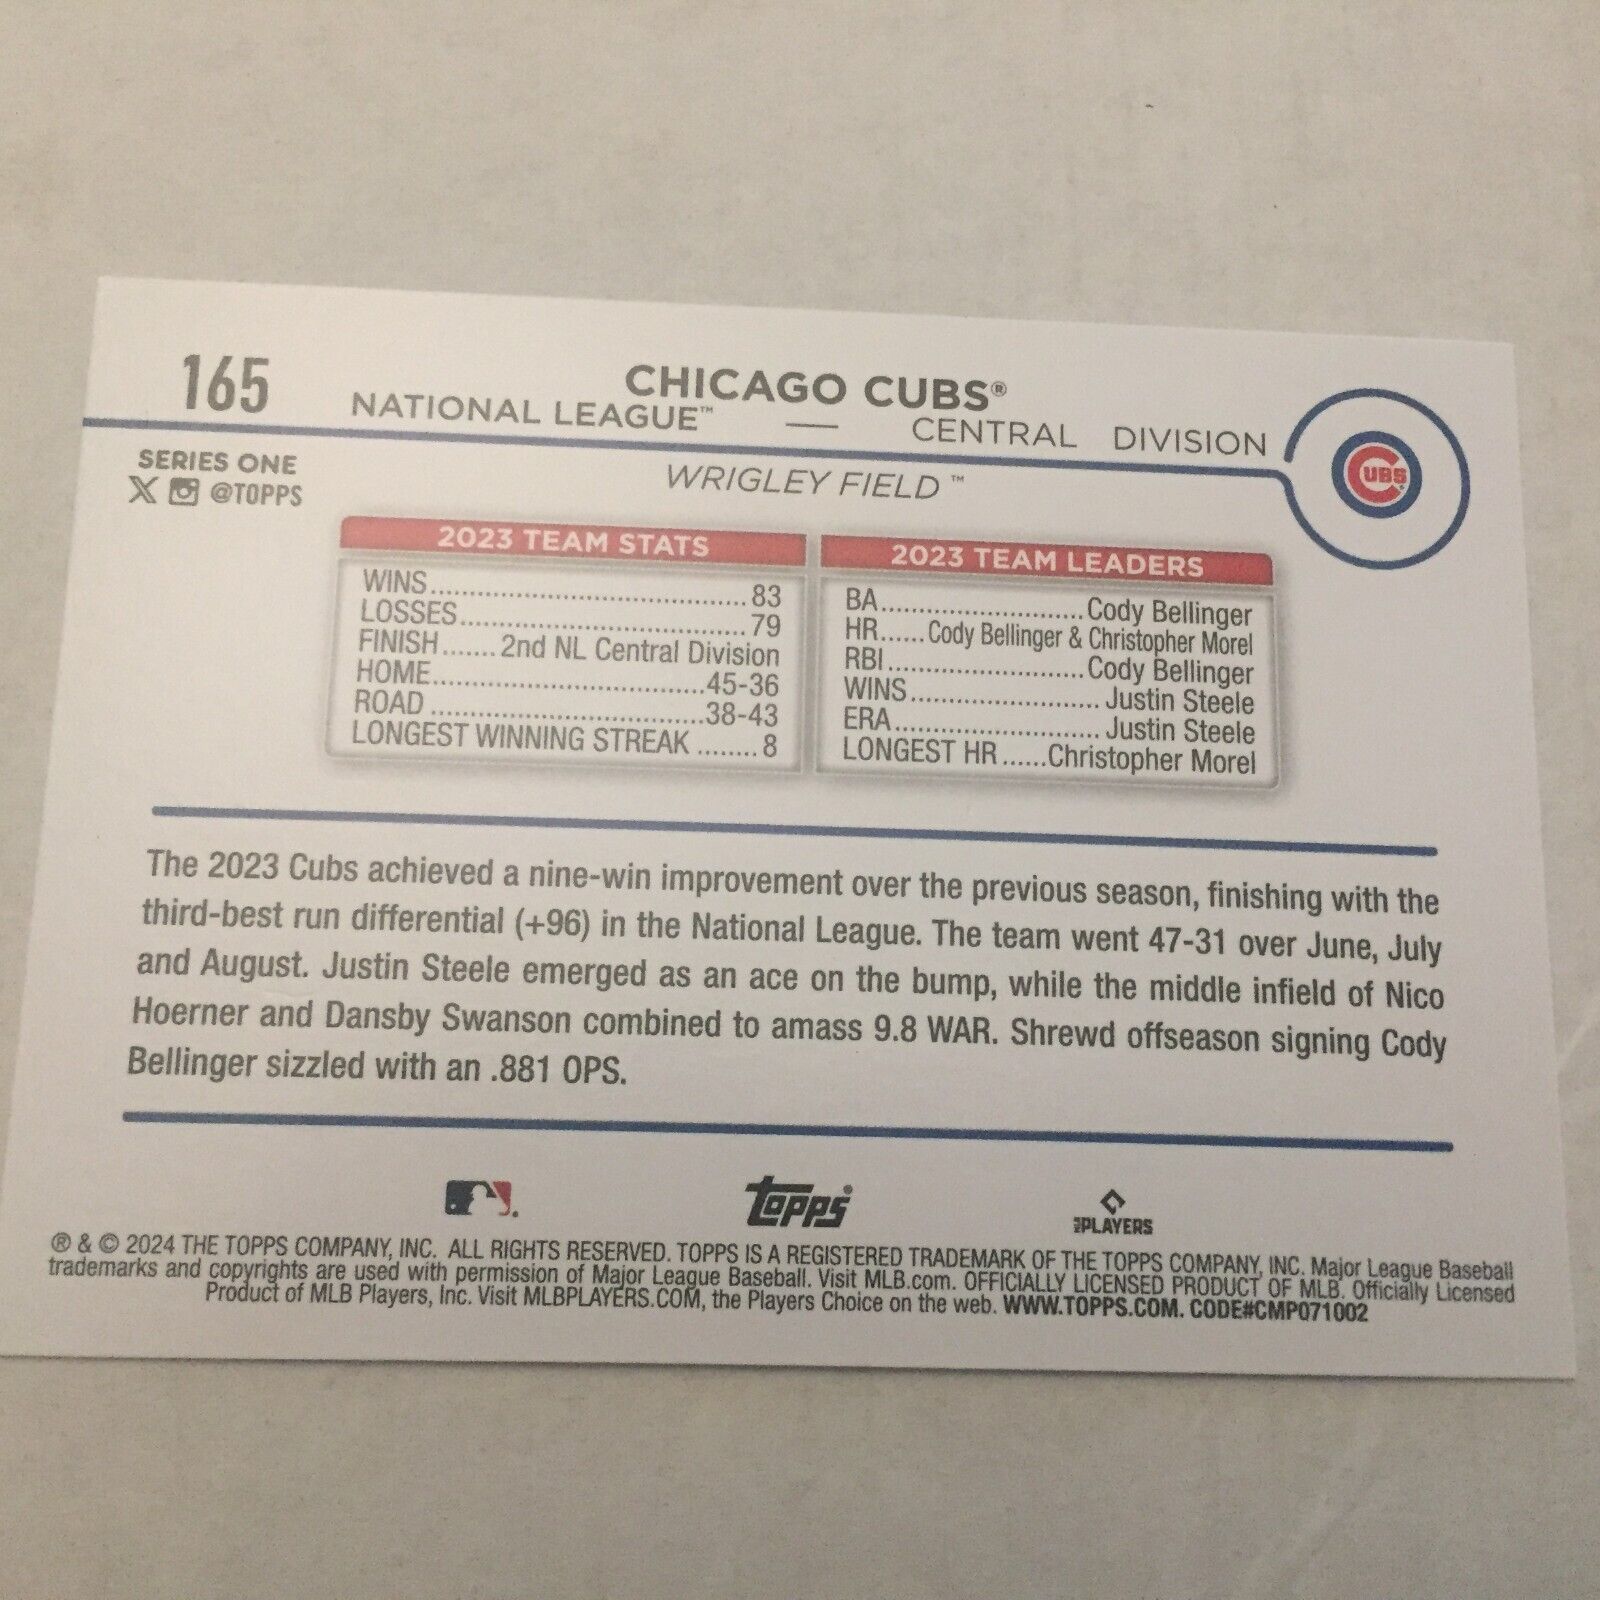 165
CHICAGO CUBS®
NATIONAL LEAGUE™ — CENTRAL DIVISION
CUBS
SERIES ONE
@TOPPS
WRIGLEY FIELD™
2023 TEAM STATS
WINS........................................83
LOSSES....................................79
FINISH.......2nd NL Central Division
HOME...................................45-36
ROAD ...................................38-43
LONGEST WINNING STREAK ........8
2023 TEAM LEADERS
BA..........................Cody Bellinger
HR......Cody Bellinger & Christopher Morel
RBI.........................Cody Bellinger
WINS........................Justin Steele
ERA..........................Justin Steele
LONGEST HR......Christopher Morel
The 2023 Cubs achieved a nine-win improvement over the previous season, finishing with the
third-best run differential (+96) in the National League. The team went 47-31 over June, July
and August. Justin Steele emerged as an ace on the bump, while the middle infield of Nico
Hoerner and Dansby Swanson combined to amass 9.8 WAR. Shrewd offseason signing Cody
Bellinger sizzled with an .881 OPS.
topps®
MLB PLAYERS
® & © 2024 THE TOPPS COMPANY, INC. ALL RIGHTS RESERVED. TOPPS IS A REGISTERED TRADEMARK OF THE TOPPS COMPANY, INC. Major League Baseball
trademarks and copyrights are used with permission of Major League Baseball. Visit MLB.com. OFFICIALLY LICENSED PRODUCT OF MLB. Officially Licensed
Product of MLB Players, Inc. Visit MLBPLAYERS.COM, the Players Choice on the web. WWW.TOPPS.COM. CODE#CMP071002